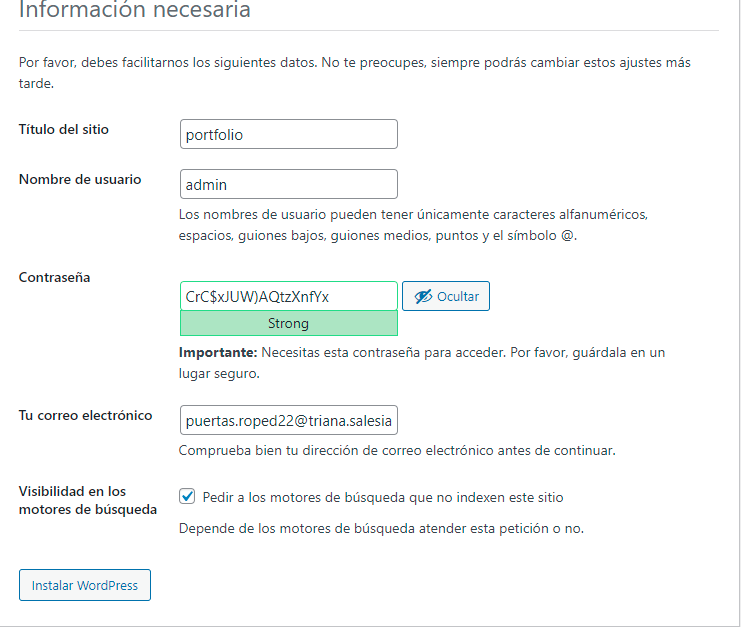 Información necesaria
Por favor, debes facilitarnos los siguientes datos. No te preocupes, siempre podrás cambiar estos ajustes más
tarde.
Título del sitio
portfolio
Nombre de usuario
admin
Los nombres de usuario pueden tener únicamente caracteres alfanuméricos,
espacios, guiones bajos, guiones medios, puntos y el símbolo @.
Contraseña
CrC$xJUW)AQtzXnfYx
Ocultar
Strong
Importante: Necesitas esta contraseña para acceder. Por favor, guárdala en un
lugar seguro.
Tu correo electrónico
puertas.roped22@triana.salesia
Comprueba bien tu dirección de correo electrónico antes de continuar.
Visibilidad en los
motores de búsqueda
Pedir a los motores de búsqueda que no indexen este sitio
Depende de los motores de búsqueda atender esta petición o no.
Instalar WordPress